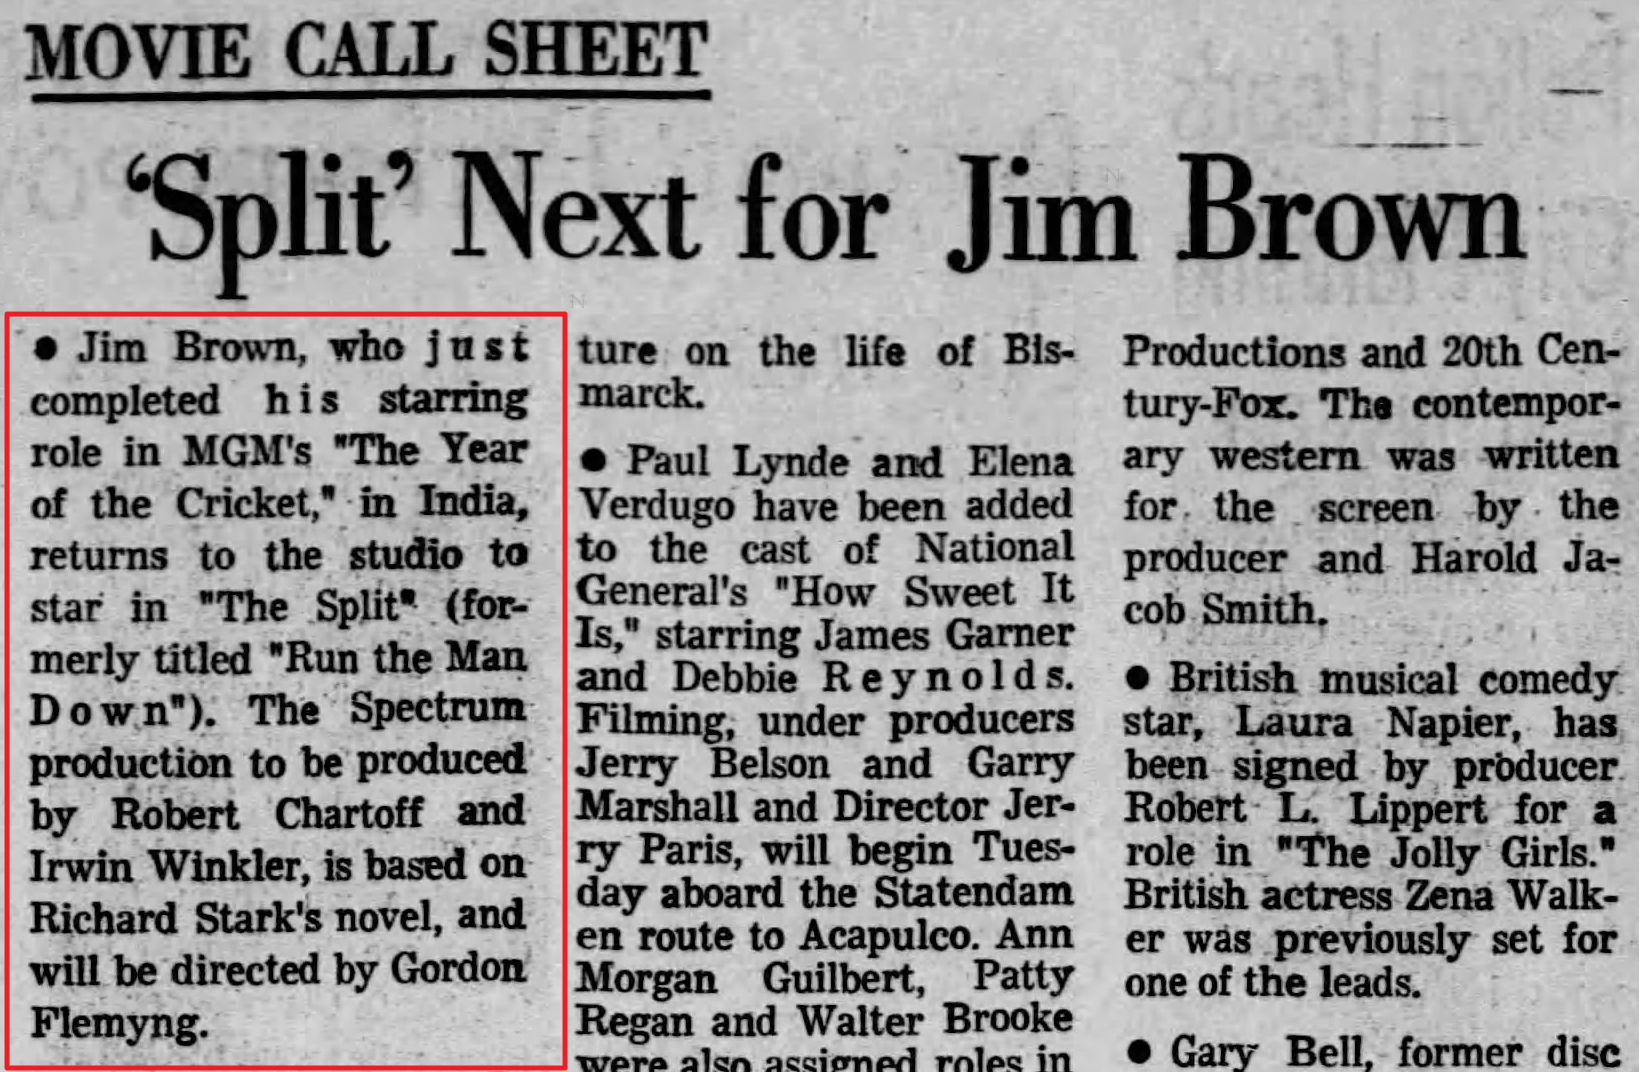 MOVIE CALL SHEET
'Split' Next for Jim Brown
• Jim Brown, who just
completed his starring
role in MGM's "The Year
of the Cricket," in India,
returns to the studio to
star in "The Split" (for-
merly titled "Run the Man
Down"). The Spectrum
production to be produced
by Robert Chartoff and
Irwin Winkler, is based on
Richard Stark's novel, and
will be directed by Gordon
Flemyng.
ture on the life of Bis-
marck.
• Paul Lynde and Elena
Verdugo have been added
to the cast of National
General's "How Sweet It
Is," starring James Garner
and Debbie Reynolds.
Filming, under producers
Jerry Belson and Garry
Marshall and Director Jer-
ry Paris, will begin Tues-
day aboard the Statendam
en route to Acapulco. Ann
Morgan Guilbert, Patty
Regan and Walter Brooke
were also assigned roles in
Productions and 20th Cen-
tury-Fox. The contempor-
ary western was written
for the screen by the
producer and Harold Ja-
cob Smith.
• British musical comedy
star, Laura Napier, has
been signed by producer
Robert L. Lippert for a
role in "The Jolly Girls."
British actress Zena Walk-
er was previously set for
one of the leads.
• Gary Bell, former disc